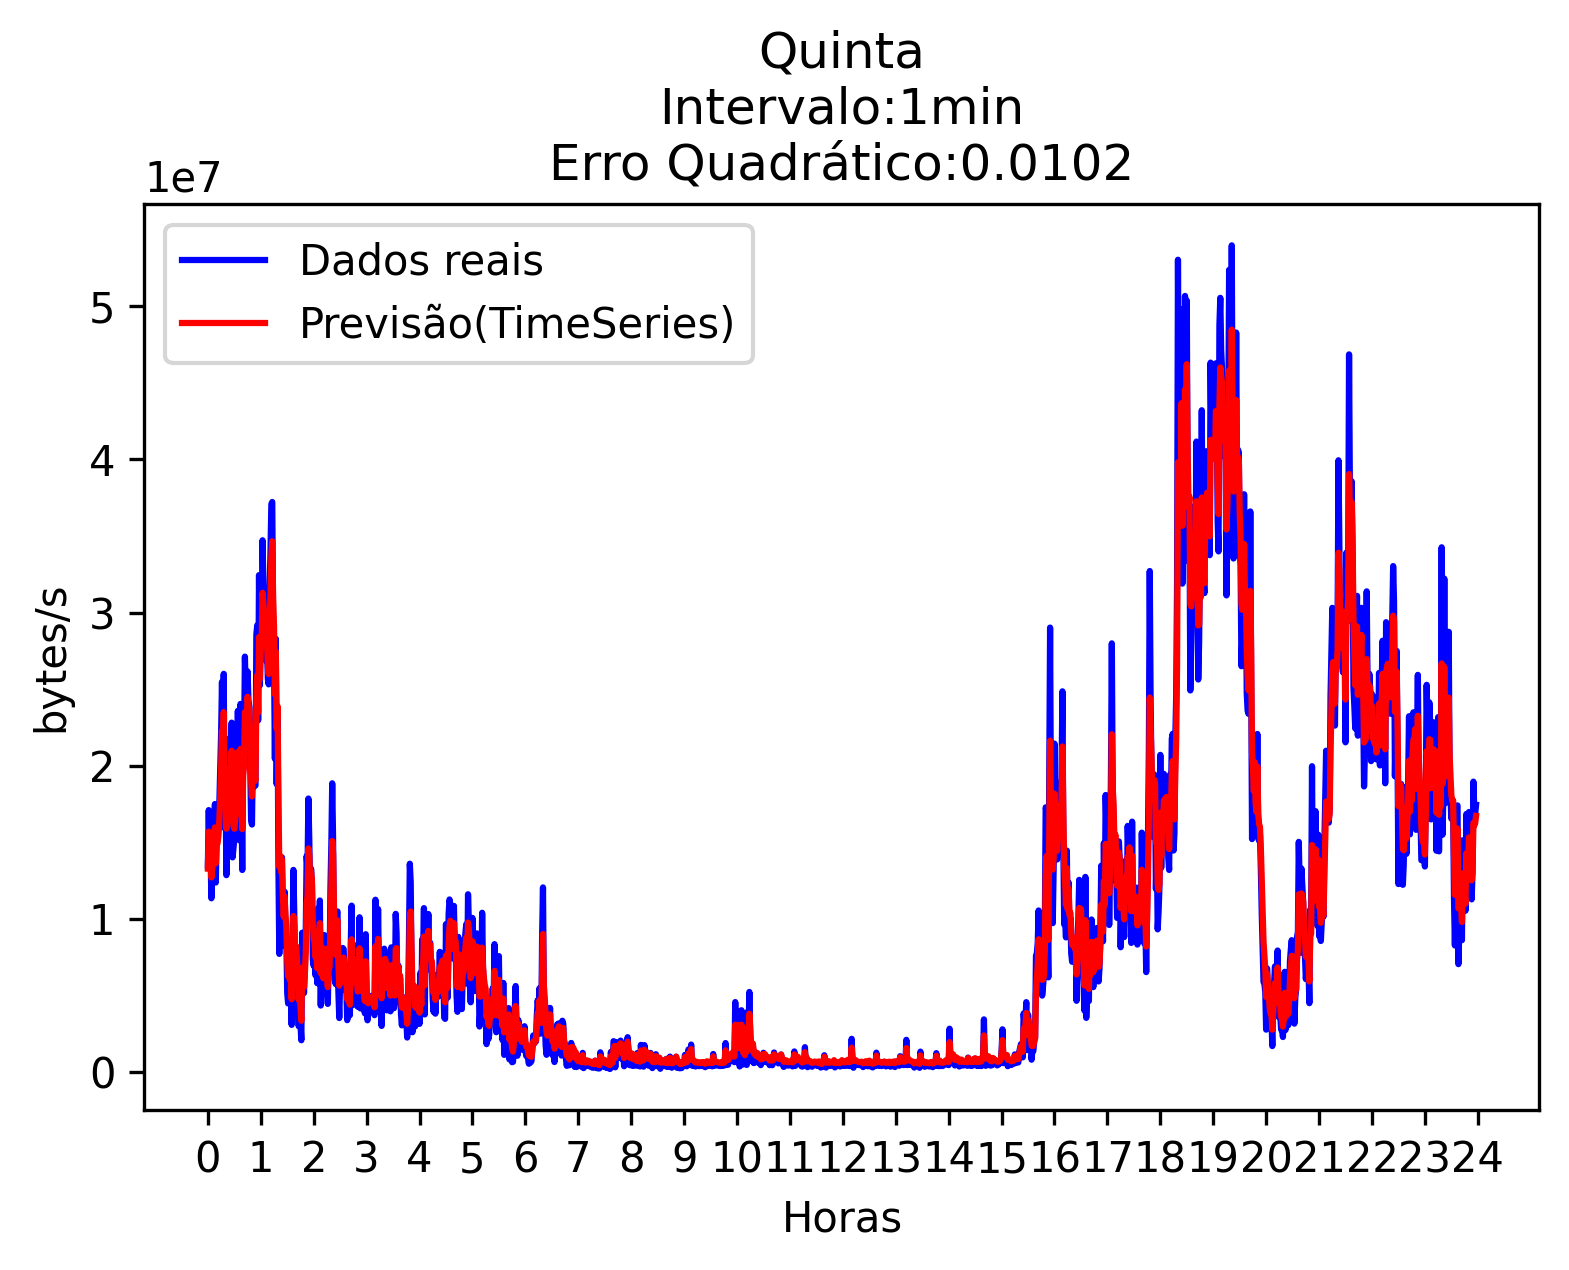 Quinta
Intervalo:1min
Erro Quadrático:0.0102
1e7
Dados reais
Previsão(TimeSeries)
5
4
3
2
1
0
bytes/s
0 1 2 3 4 5 6 7 8 9 10 11 12 13 14 15 16 17 18 19 20 21 22 23 24
Horas